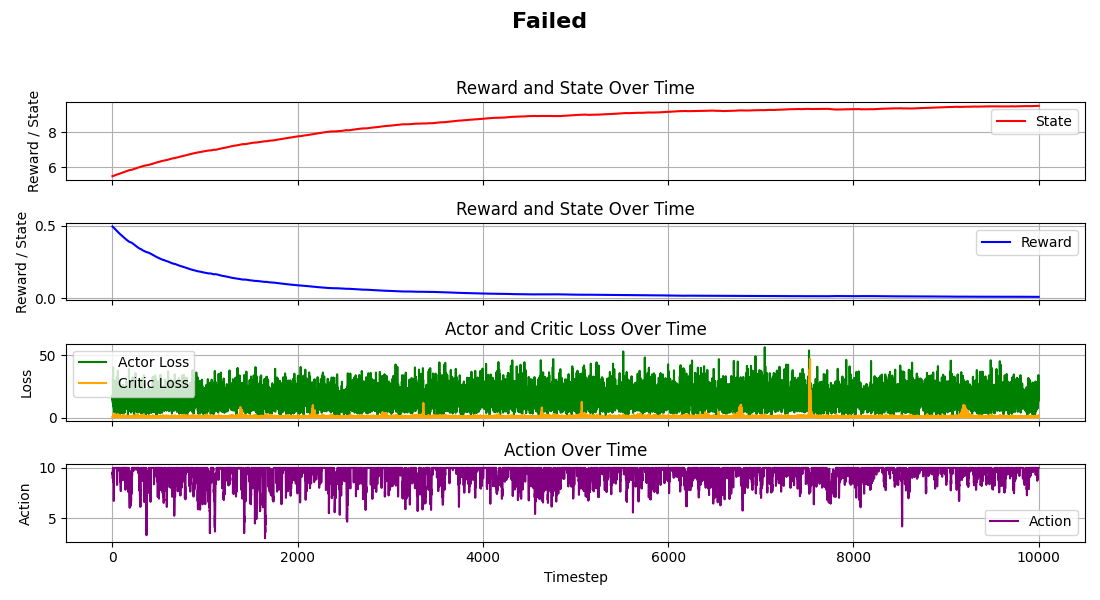 Failed
Reward and State Over Time
Reward / State
8
6
State
Reward and State Over Time
Reward / State
0.5
0.0
Reward
Actor and Critic Loss Over Time
Loss
50
0
Actor Loss
Critic Loss
Action Over Time
Action
10
5
Action
0 2000 4000 6000 8000 10000
Timestep